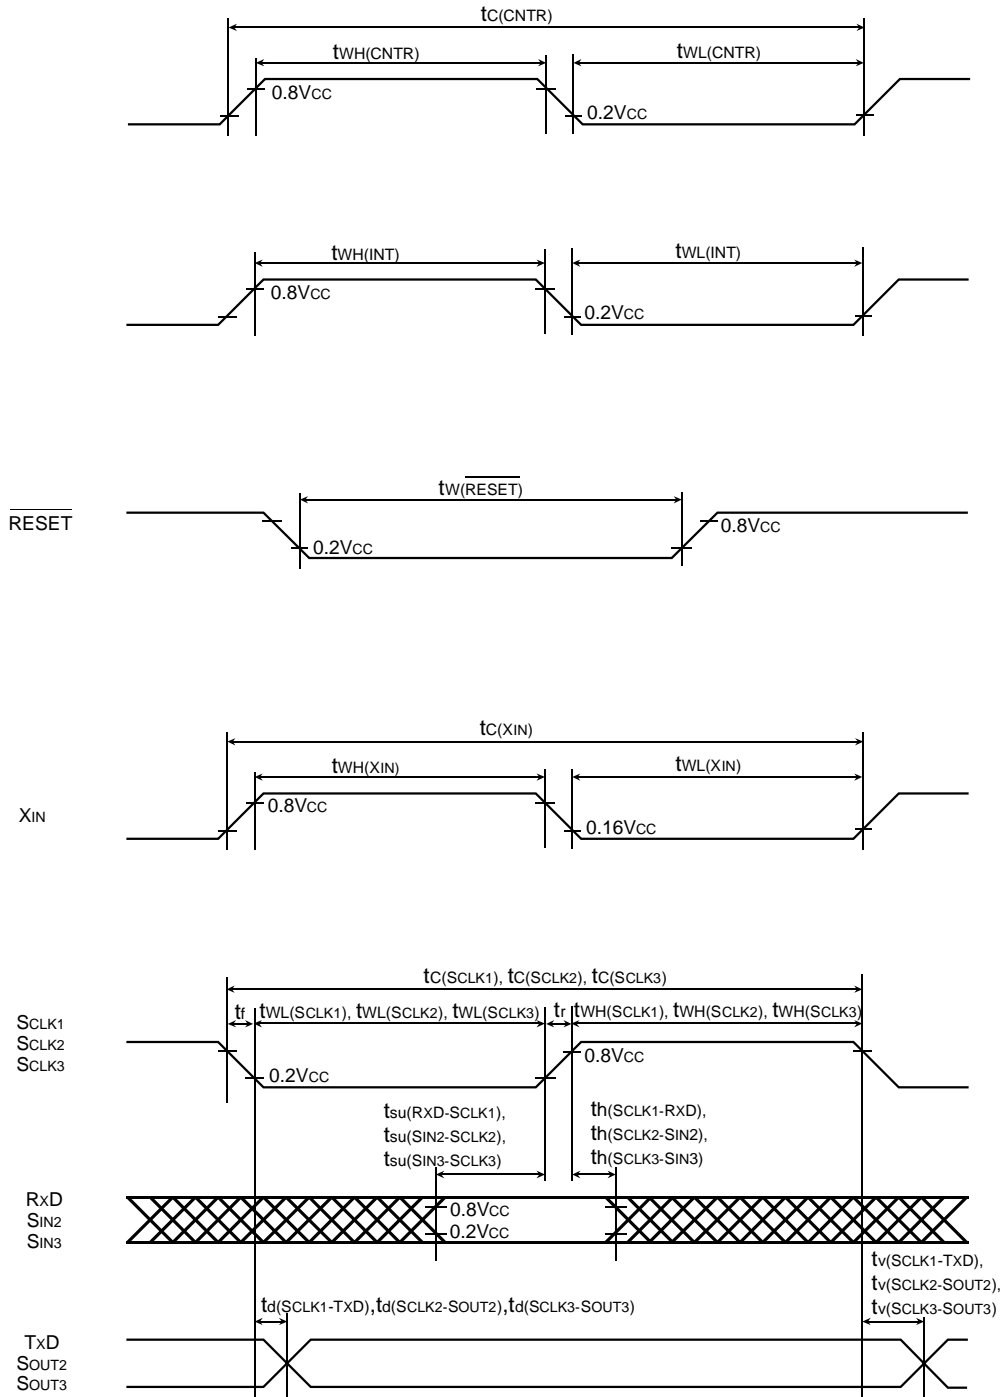 tC(CNTR)
tWH(CNTR)
tWL(CNTR)
0.8VCC
0.2VCC
tWH(INT)
tWL(INT)
0.8VCC
0.2VCC
tW(RESET)
RESET
0.8VCC
0.2VCC
tC(XIN)
tWH(XIN)
tWL(XIN)
0.8VCC
XIN
0.16VCC
tC(SCLK1), tC(SCLK2), tC(SCLK3)
tf
tWL(SCLK1), tWL(SCLK2), tWL(SCLK3)
tr
tWH(SCLK1), tWH(SCLK2), tWH(SCLK3)
SCLK1
SCLK2
SCLK3
0.8VCC
0.2VCC
tsu(RXD-SCLK1),
tsu(SIN2-SCLK2),
tsu(SIN3-SCLK3)
th(SCLK1-RXD),
th(SCLK2-SIN2),
th(SCLK3-SIN3)
RXD
SIN2
SIN3
0.8VCC
0.2VCC
tv(SCLK1-TXD),
tv(SCLK2-SOUT2),
tv(SCLK3-SOUT3)
td(SCLK1-TXD),td(SCLK2-SOUT2),td(SCLK3-SOUT3)
TXD
SOUT2
SOUT3